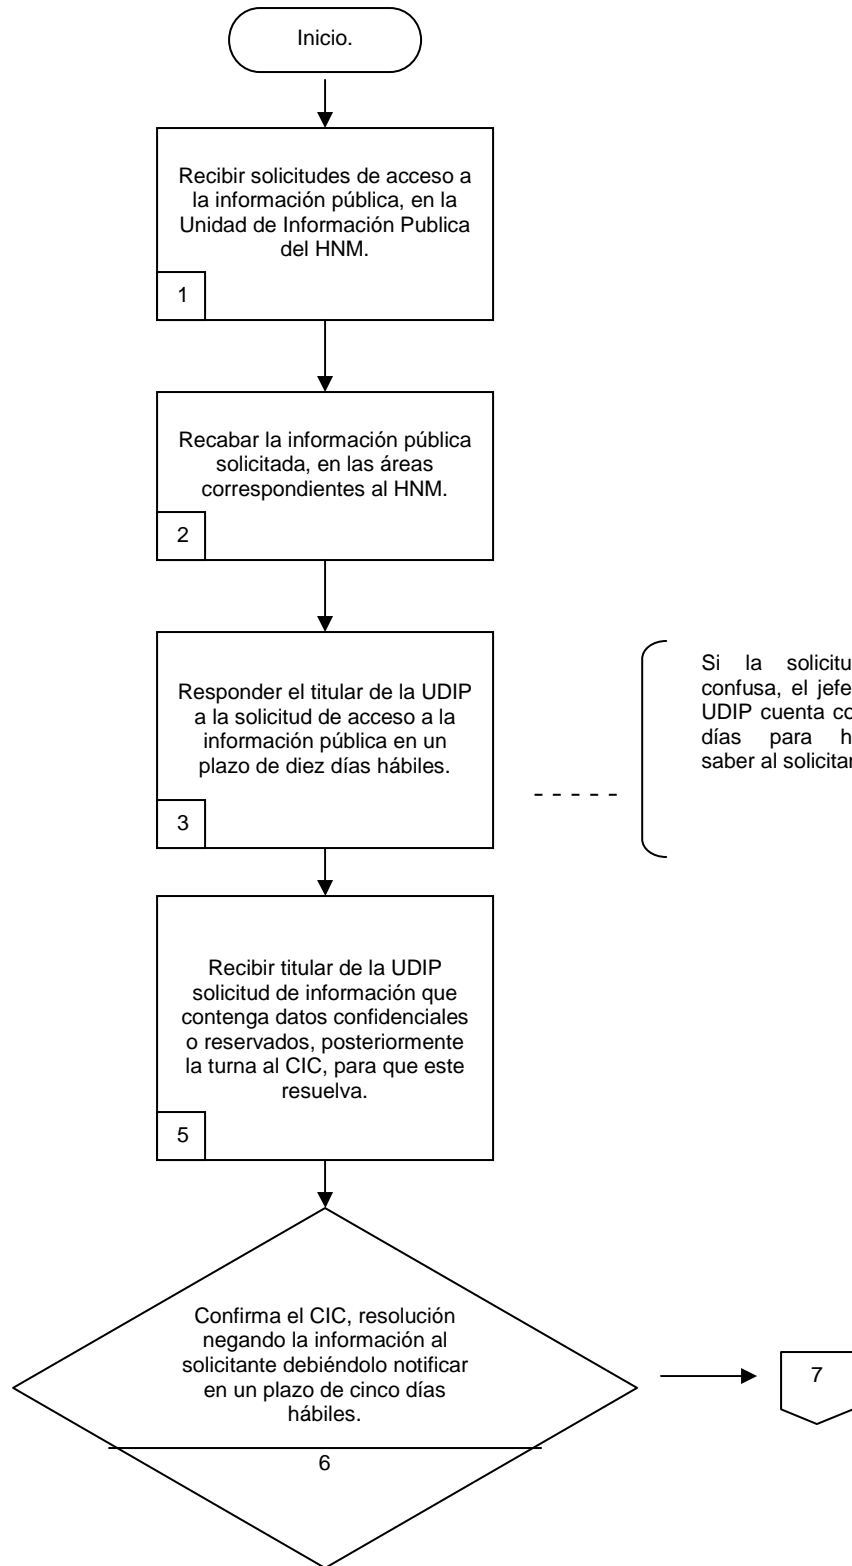 Inicio.
Recibir solicitudes de acceso a
la información pública, en la
Unidad de Información Publica
del HNM.
1
Recabar la información pública
solicitada, en las áreas
correspondientes al HNM.
2
Responder el titular de la UDIP
a la solicitud de acceso a la
información pública en un
plazo de diez días hábiles.
3
Si la
confusa, el jefe
UDIP cuenta
días para
saber al
- - - - -
Recibir titular de la UDIP
solicitud de información que
contenga datos confidenciales
o reservados, posteriormente
la turna al CIC, para que este
resuelva.
5
Confirma el CIC, resolución
negando la información al
solicitante debiéndolo notificar
en un plazo de cinco días
hábiles.
6
7